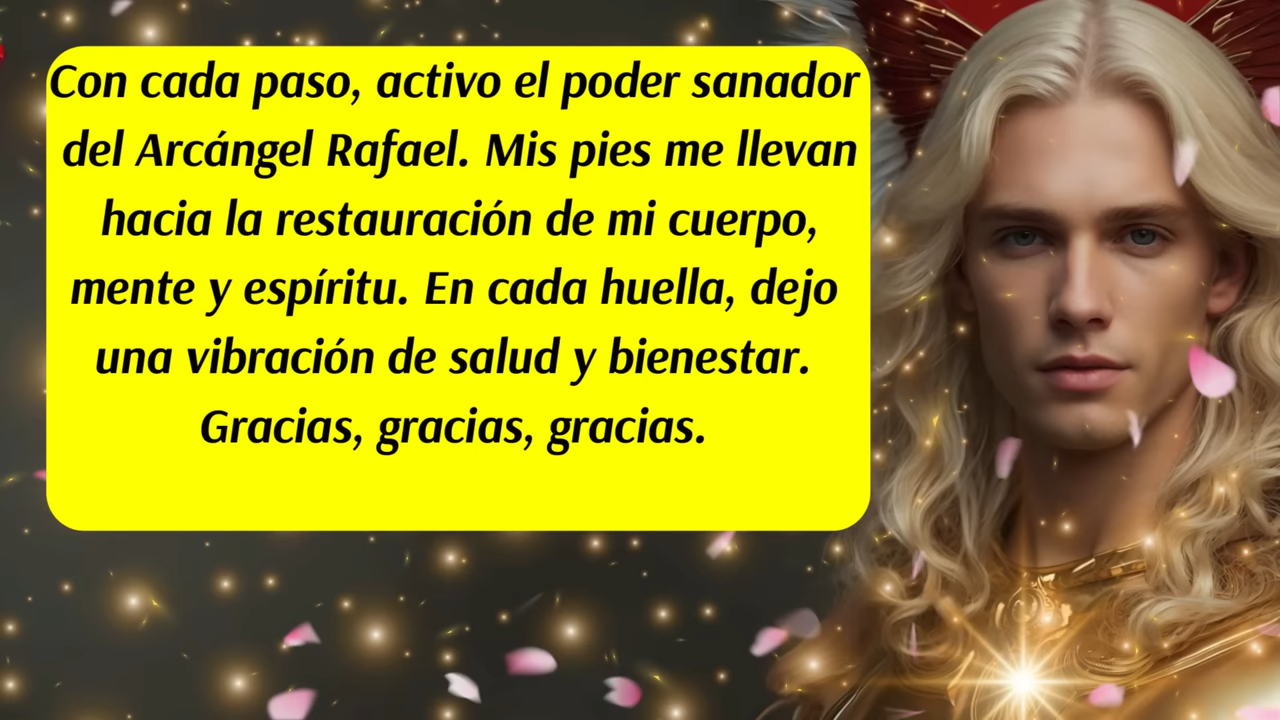 Con cada paso, activo el poder sanador
del Arcángel Rafael. Mis pies me llevan
hacia la restauración de mi cuerpo,
mente y espíritu. En cada huella, dejo
una vibración de salud y bienestar.
Gracias, gracias, gracias.